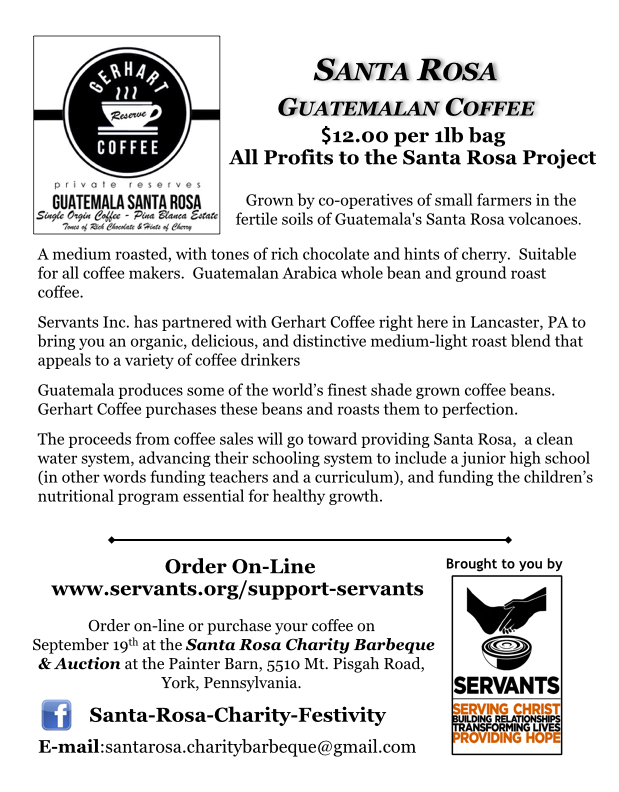 GERHART
Reserve
COFFEE
private reserves
GUATEMALA SANTA ROSA
Single Orgin Coffee - Pina Blanca Estate
Tones of Rich Chocolate & Hints of Cherry
SANTA ROSA
GUATEMALAN COFFEE
$12.00 per 1lb bag
All Profits to the Santa Rosa Project
Grown by co-operatives of small farmers in the
fertile soils of Guatemala's Santa Rosa volcanoes.
A medium roasted, with tones of rich chocolate and hints of cherry.  Suitable
for all coffee makers.  Guatemalan Arabica whole bean and ground roast
coffee.
Servants Inc. has partnered with Gerhart Coffee right here in Lancaster, PA to
bring you an organic, delicious, and distinctive medium-light roast blend that
appeals to a variety of coffee drinkers
Guatemala produces some of the world's finest shade grown coffee beans.
Gerhart Coffee purchases these beans and roasts them to perfection.
The proceeds from coffee sales will go toward providing Santa Rosa,  a clean
water system, advancing their schooling system to include a junior high school
(in other words funding teachers and a curriculum), and funding the children's
nutritional program essential for healthy growth.
Order On-Line
www.servants.org/support-servants
Order on-line or purchase your coffee on
September 19th at the Santa Rosa Charity Barbeque
& Auction at the Painter Barn, 5510 Mt. Pisgah Road,
York, Pennsylvania.
f
Santa-Rosa-Charity-Festivity
E-mail:santarosa.charitybarbeque@gmail.com
Brought to you by
SERVANTS
SERVING CHRIST
BUILDING RELATIONSHIPS
TRANSFORMING LIVES
PROVIDING HOPE